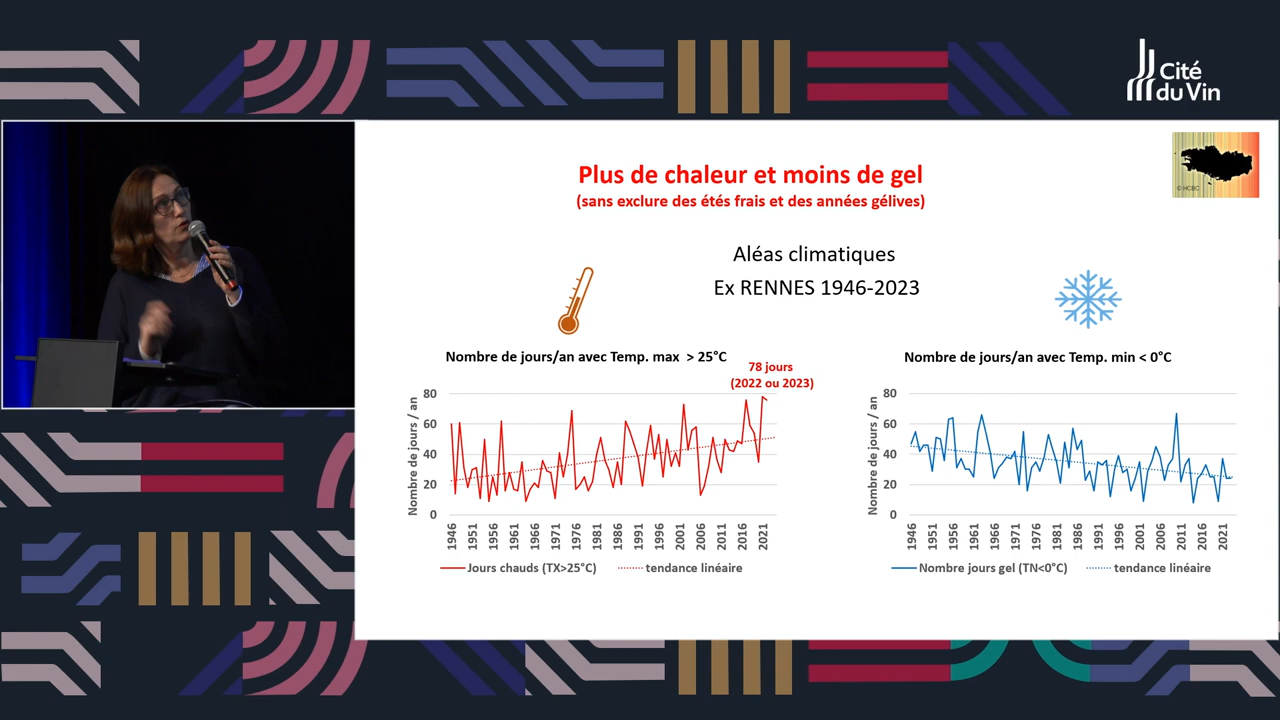 Cité
du Vin
Plus de chaleur et moins de gel
(sans exclure des étés frais et des années gélives)
© HCBC
Aléas climatiques
Ex RENNES 1946-2023
Nombre de jours/an avec Temp. max > 25°C
78 jours
(2022 ou 2023)
Nombre de jours / an
80
60
40
20
0
1946
1951
1956
1961
1966
1971
1976
1981
1986
1991
1996
2001
2006
2011
2016
2021
Jours chauds (TX>25°C)
tendance linéaire
Nombre de jours/an avec Temp. min < 0°C
Nombre de jours / an
80
60
40
20
0
1946
1951
1956
1961
1966
1971
1976
1981
1986
1991
1996
2001
2006
2011
2016
2021
Nombre jours gel (TN<0°C)
tendance linéaire